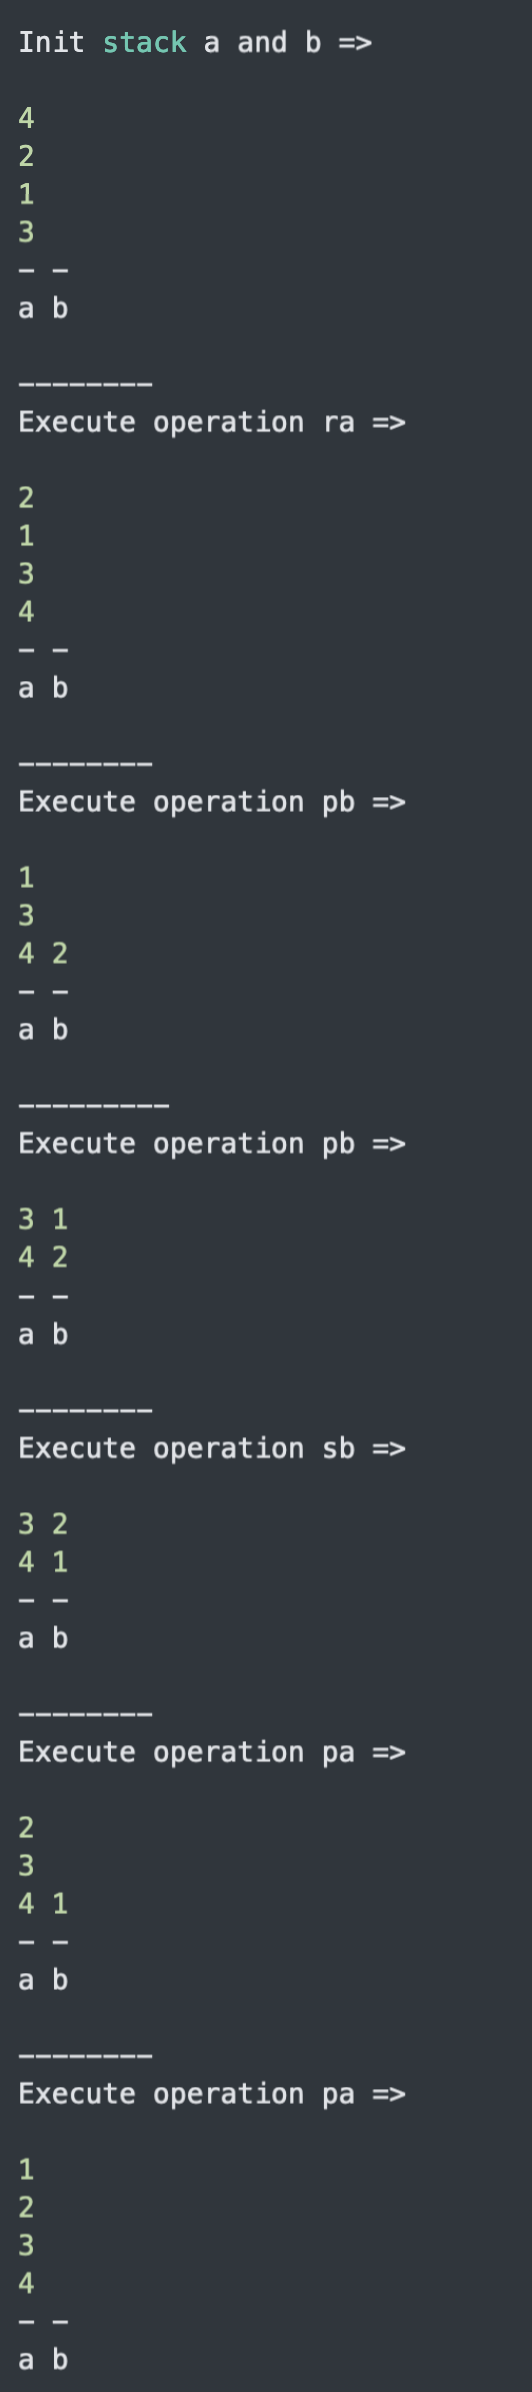 Init stack a and b =>
4
2
1
3
- -
a b
--------
Execute operation ra =>
2
1
3
4
- -
a b
--------
Execute operation pb =>
1
3
4 2
- -
a b
---------
Execute operation pb =>
3 1
4 2
- -
a b
--------
Execute operation sb =>
3 2
4 1
- -
a b
--------
Execute operation pa =>
2
3
4 1
- -
a b
--------
Execute operation pa =>
1
2
3
4
- -
a b